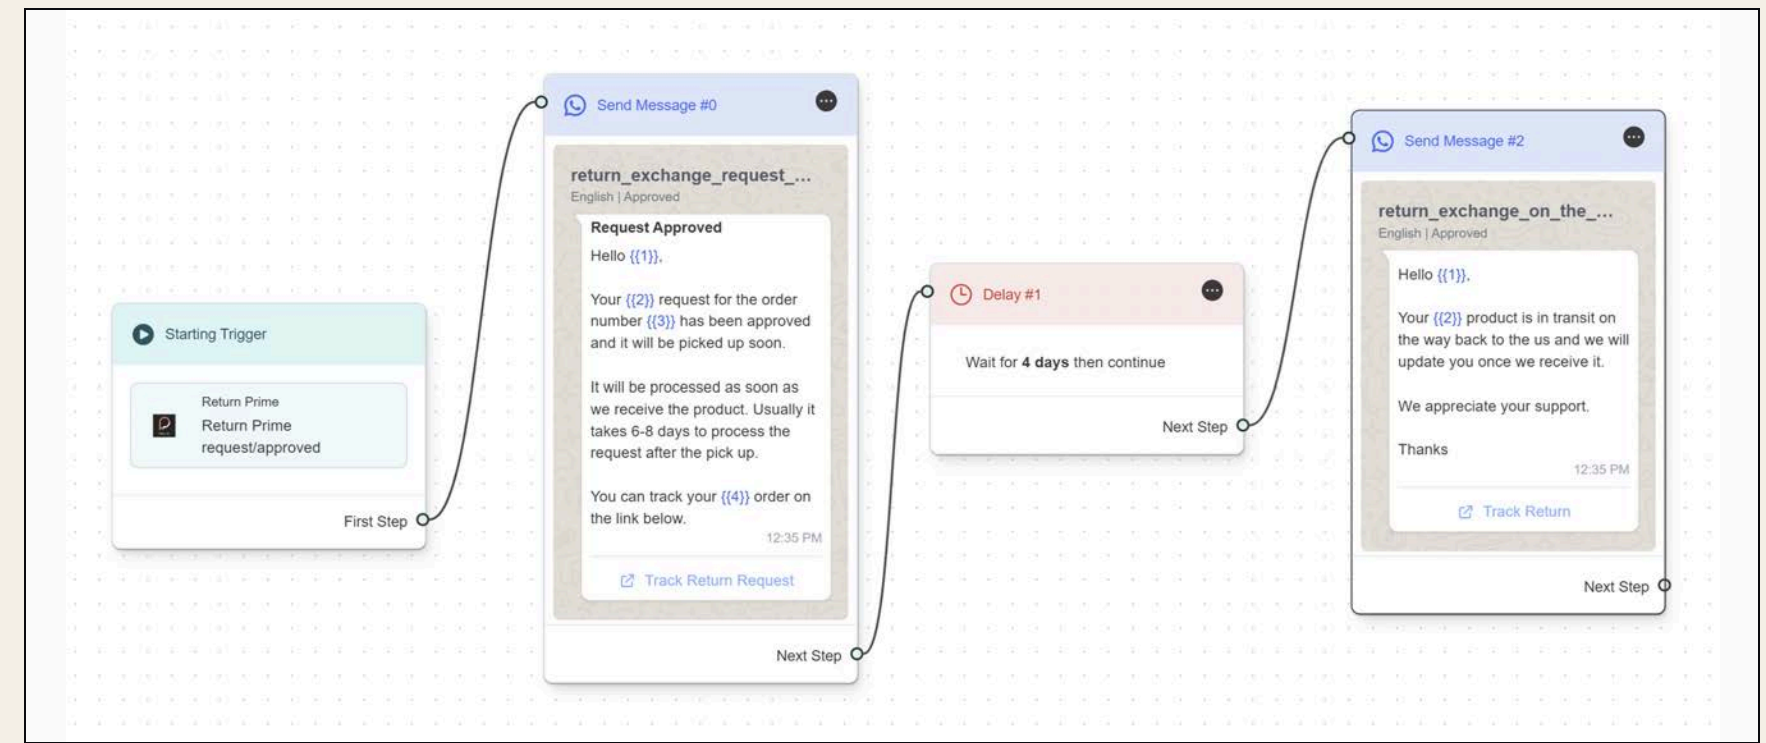 Starting Trigger
Return Prime
Return Prime
request/approved
First Step
Send Message #0
return_exchange_request_...
English | Approved
Request Approved
Hello {{1}},
Your {{2}} request for the order
number {{3}} has been approved
and it will be picked up soon.
It will be processed as soon as
we receive the product. Usually it
takes 6-8 days to process the
request after the pick up.
You can track your {{4}} order on
the link below.
12:35 PM
Track Return Request
Next Step
Delay #1
Wait for 4 days then continue
Next Step
Send Message #2
return_exchange_on_the_...
English | Approved
Hello {{1}},
Your {{2}} product is in transit on
the way back to the us and we will
update you once we receive it.
We appreciate your support.
Thanks
12:35 PM
Track Return
Next Step